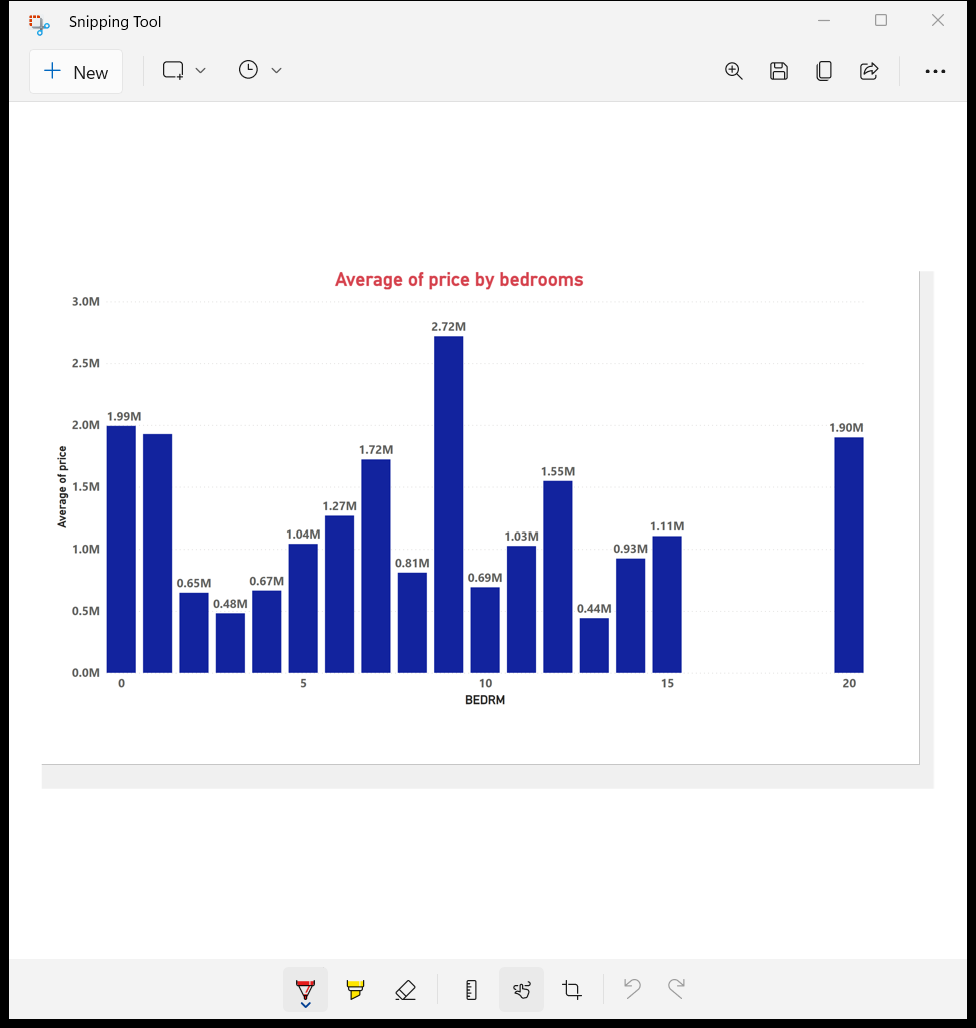 Snipping Tool
New
Average of price by bedrooms
3.0M
2.72M
2.5M
1.99M
2.0M
1.90M
1.72M
Average of price
1.5M
1.55M
1.27M
1.11M
1.04M
1.03M
1.0M
0.93M
0.81M
0.65M
0.67M
0.69M
0.48M
0.44M
0.5M
0.0M
0 5 10 15 20
BEDRM